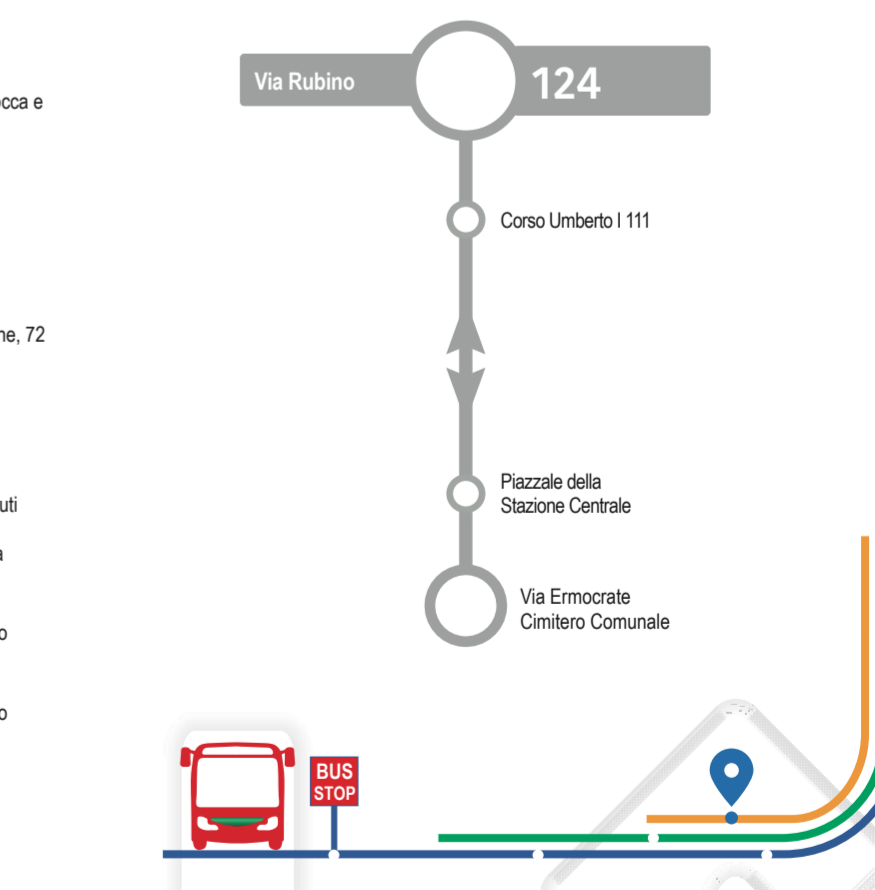 Via Rubino
124
occa e
Corso Umberto I 111
ne, 72
Piazzale della
Stazione Centrale
uti
a
Via Ermocrate
Cimitero Comunale
o
o
BUS
STOP